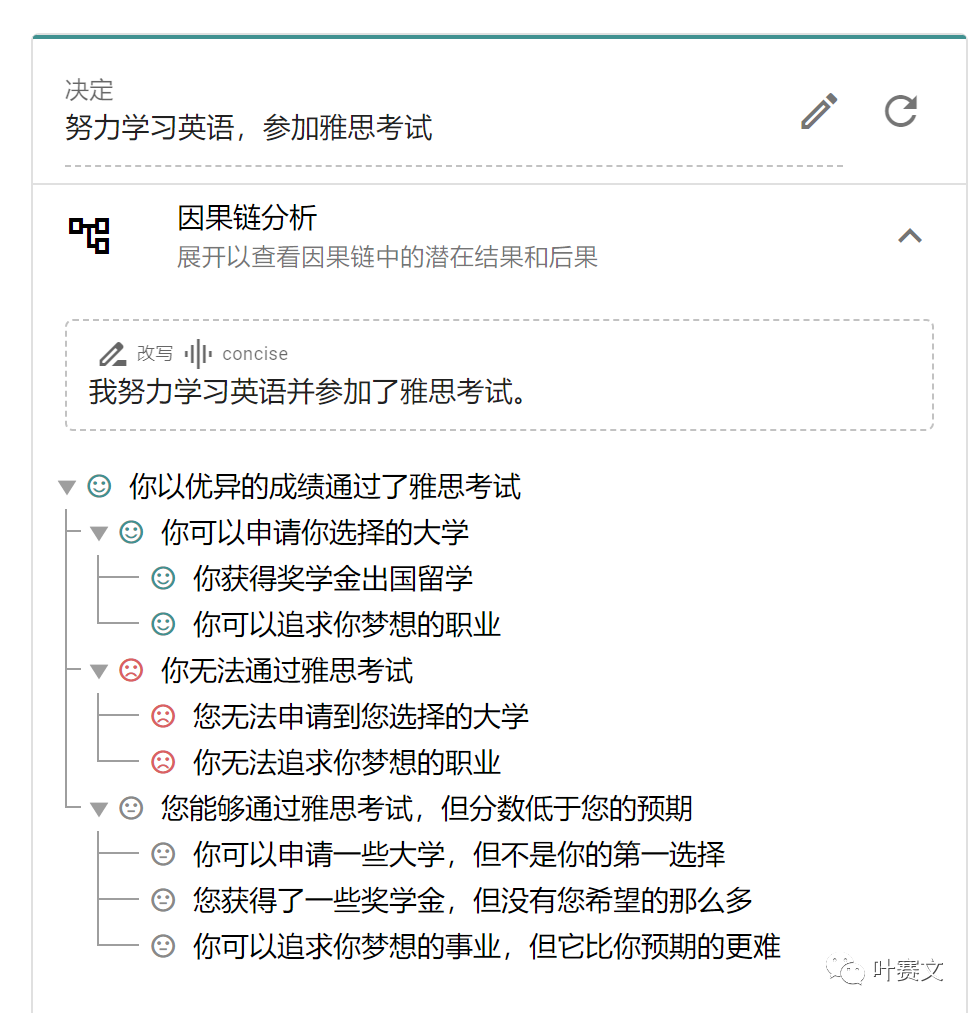 决定
努力学习英语，参加雅思考试
因果链分析
展开以查看因果链中的潜在结果和后果
改写 concise
我努力学习英语并参加了雅思考试。
你以优异的成绩通过了雅思考试
你可以申请你选择的大学
你获得奖学金出国留学
你可以追求你梦想的职业
你无法通过雅思考试
您无法申请到您选择的大学
你无法追求你梦想的职业
您能够通过雅思考试，但分数低于您的预期
你可以申请一些大学，但不是你的第一选择
您获得了一些奖学金，但没有您希望的那么多
你可以追求你梦想的事业，但它比你预期的更难
叶赛文